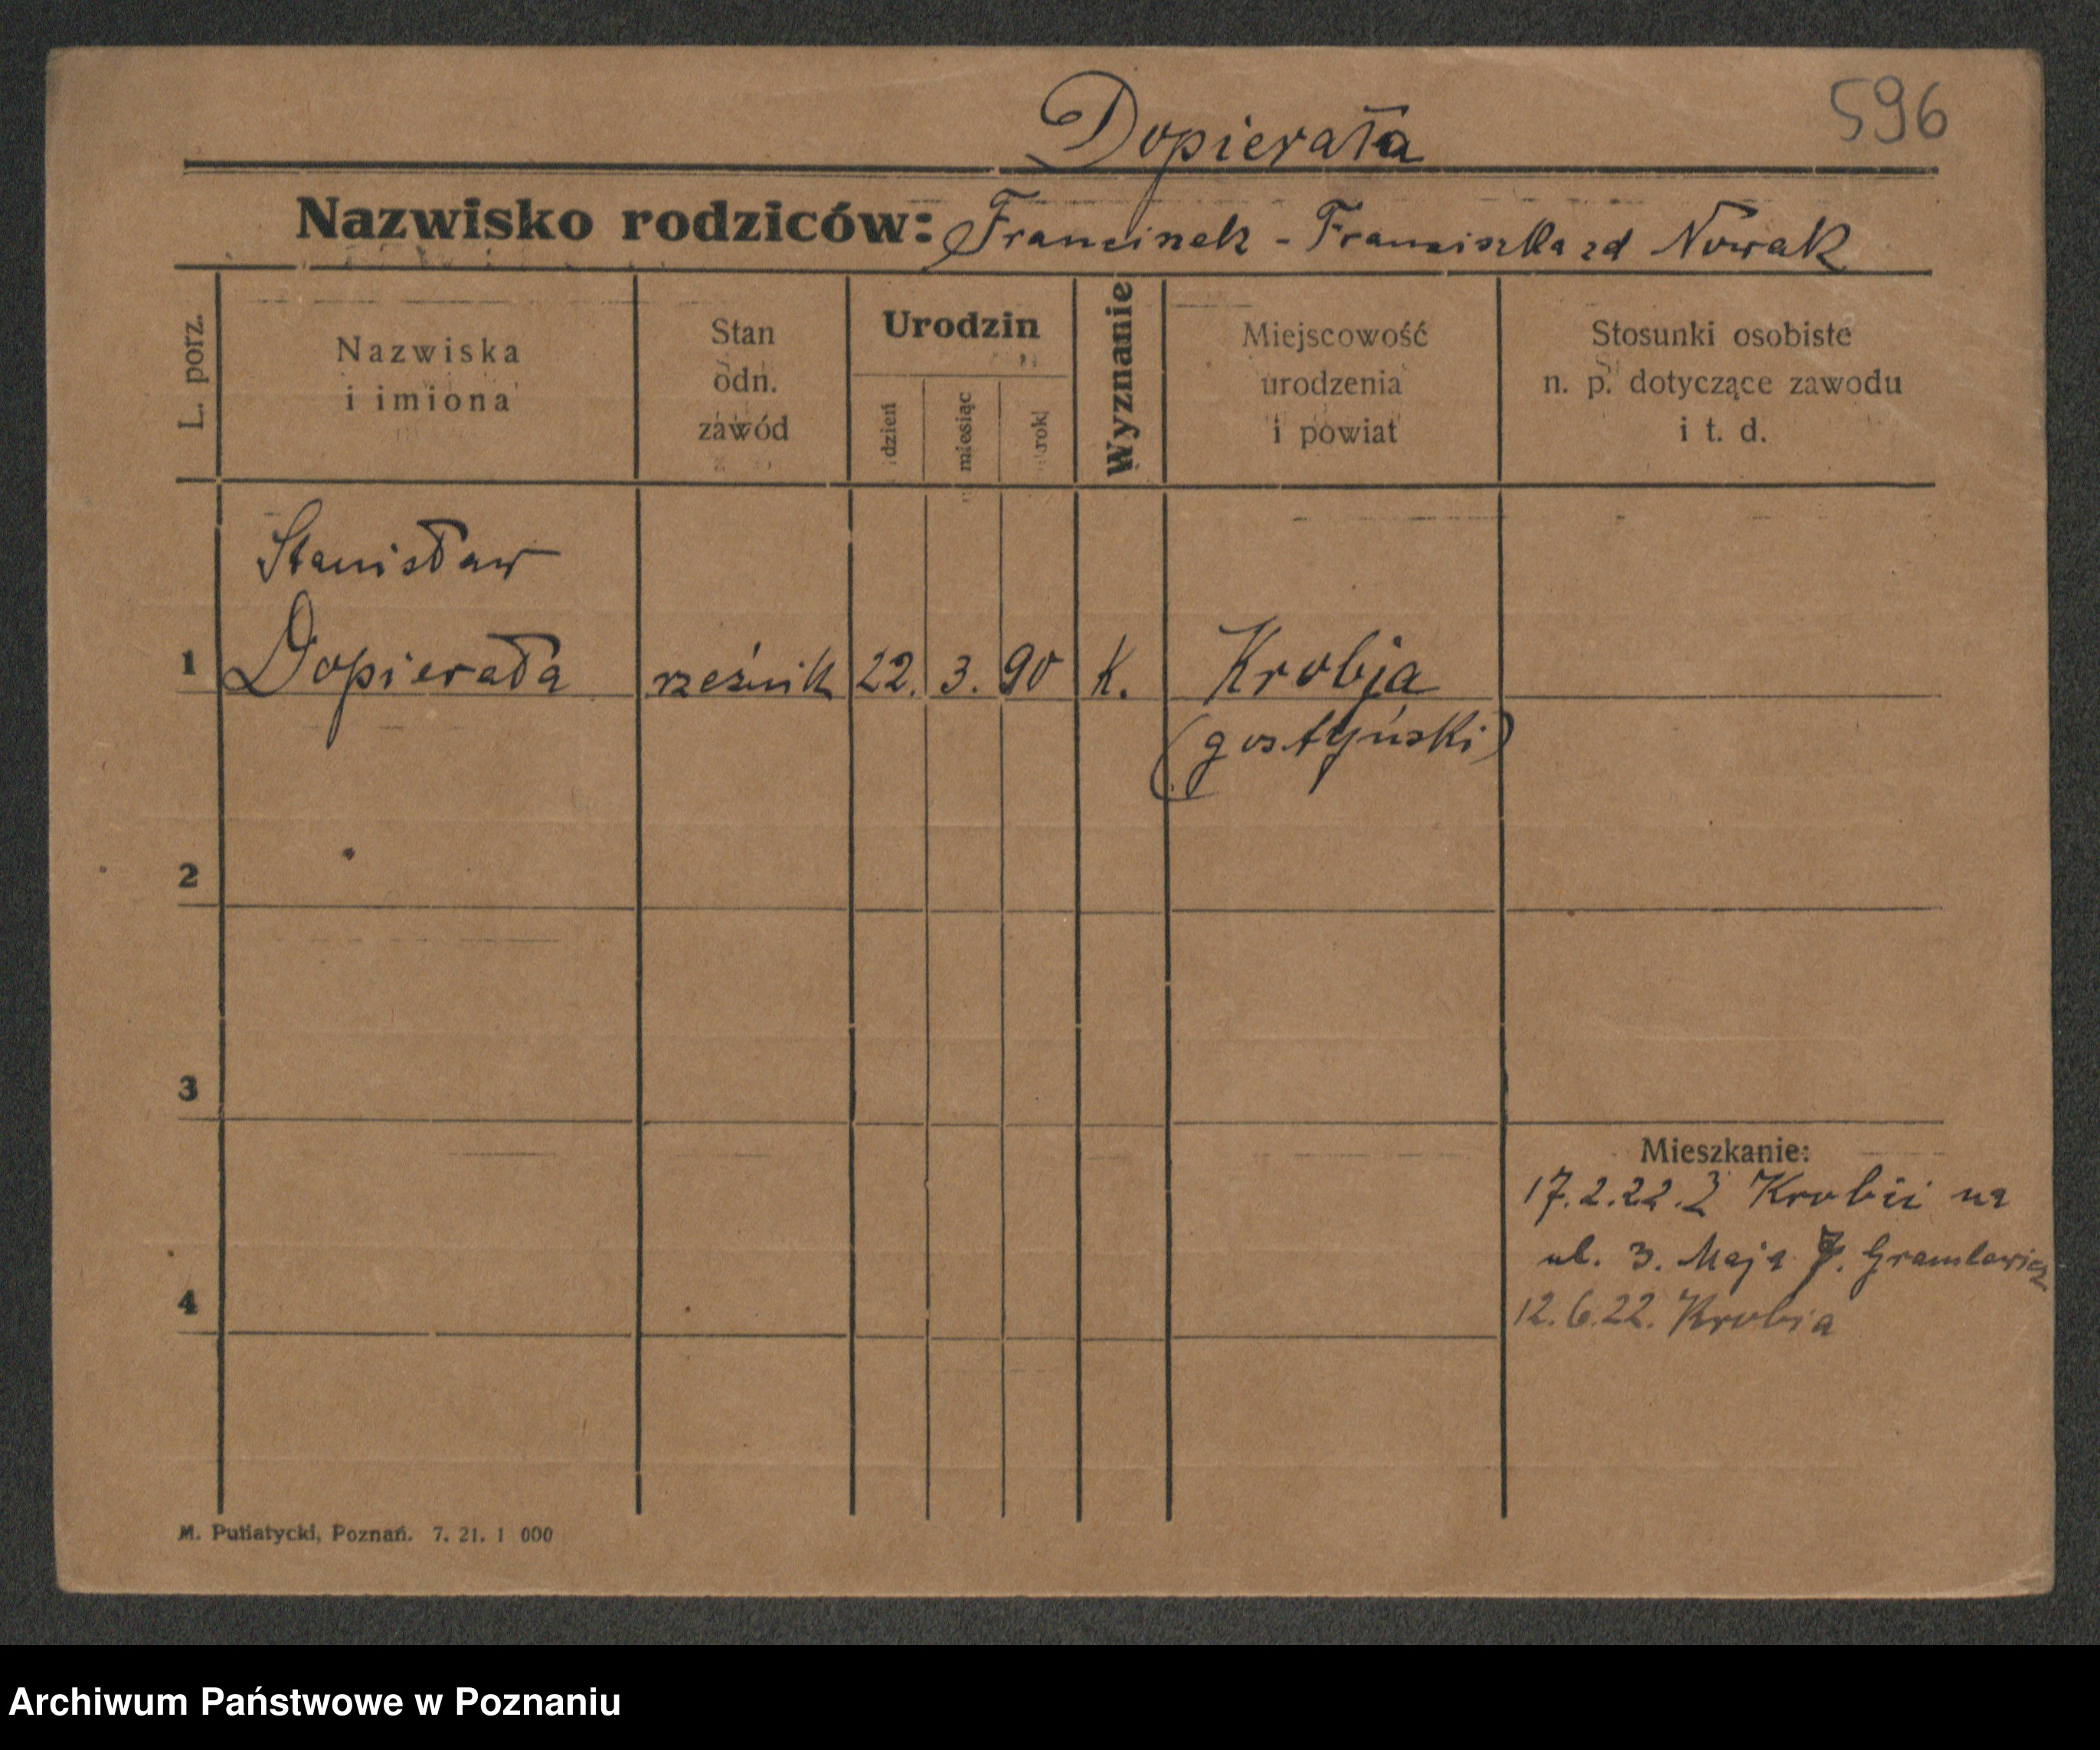 596
Dopierała
Nazwisko rodziców: Franciszek - Franciszka zd Nowak
L. porz.
Nazwiska
i imiona
Stan
odn.
zawód
Urodzin
dzień
miesiąc
rok
Wyznanie
Miejscowość
urodzenia
i powiat
Stosunki osobiste
n. p. dotyczące zawodu
i t. d.
Stanisław
1 Dopierała rzeźnik 22. 3. 90 K. Krobja
(gostyński)
2
3
Mieszkanie:
17.2.22. Z Krobii na
ul. 3. Maja 7.
12.6.22. Krobia
4
M. Putiatycki, Poznań. 7. 21. 1 000
Archiwum Państwowe w Poznaniu